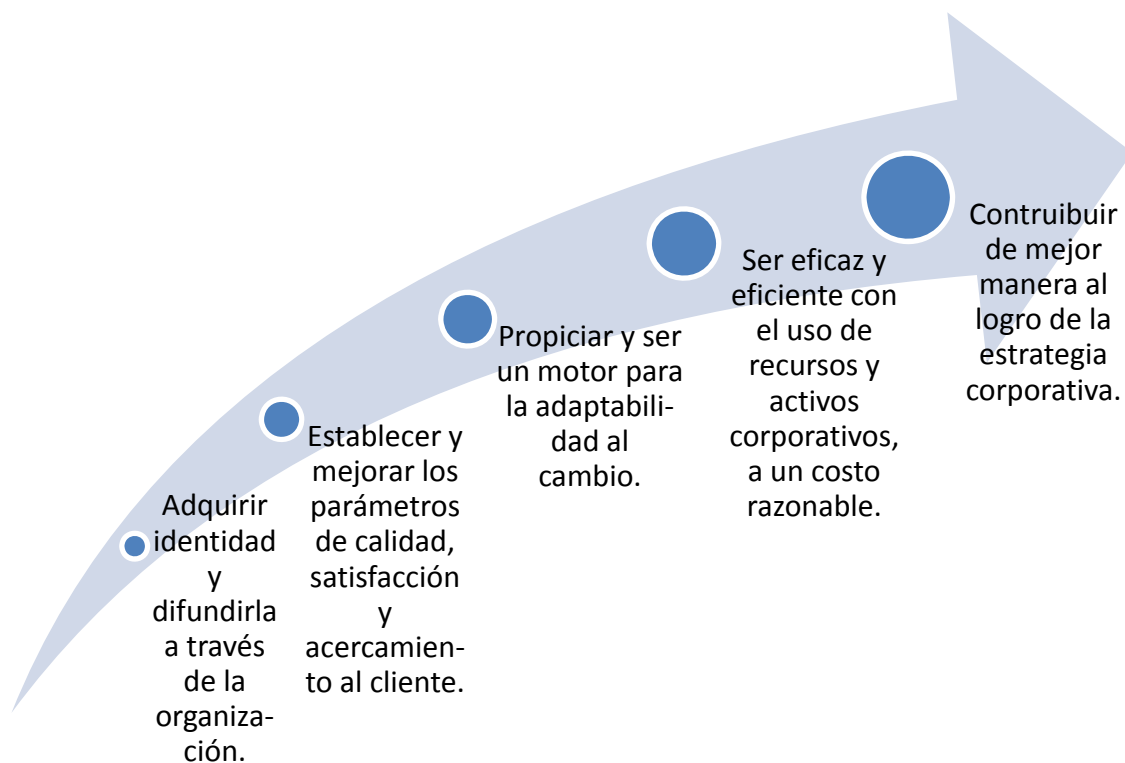 Adquirir
identidad
y
difundirla
a través
de la
organiza-
ción.
Establecer y
mejorar los
parámetros
de calidad,
satisfacción
y
acercamien-
to al cliente.
Propiciar y ser
un motor para
la adaptabili-
dad al
cambio.
Ser eficaz y
eficiente con
el uso de
recursos y
activos
corporativos,
a un costo
razonable.
Contruibuir
de mejor
manera al
logro de la
estrategia
corporativa.